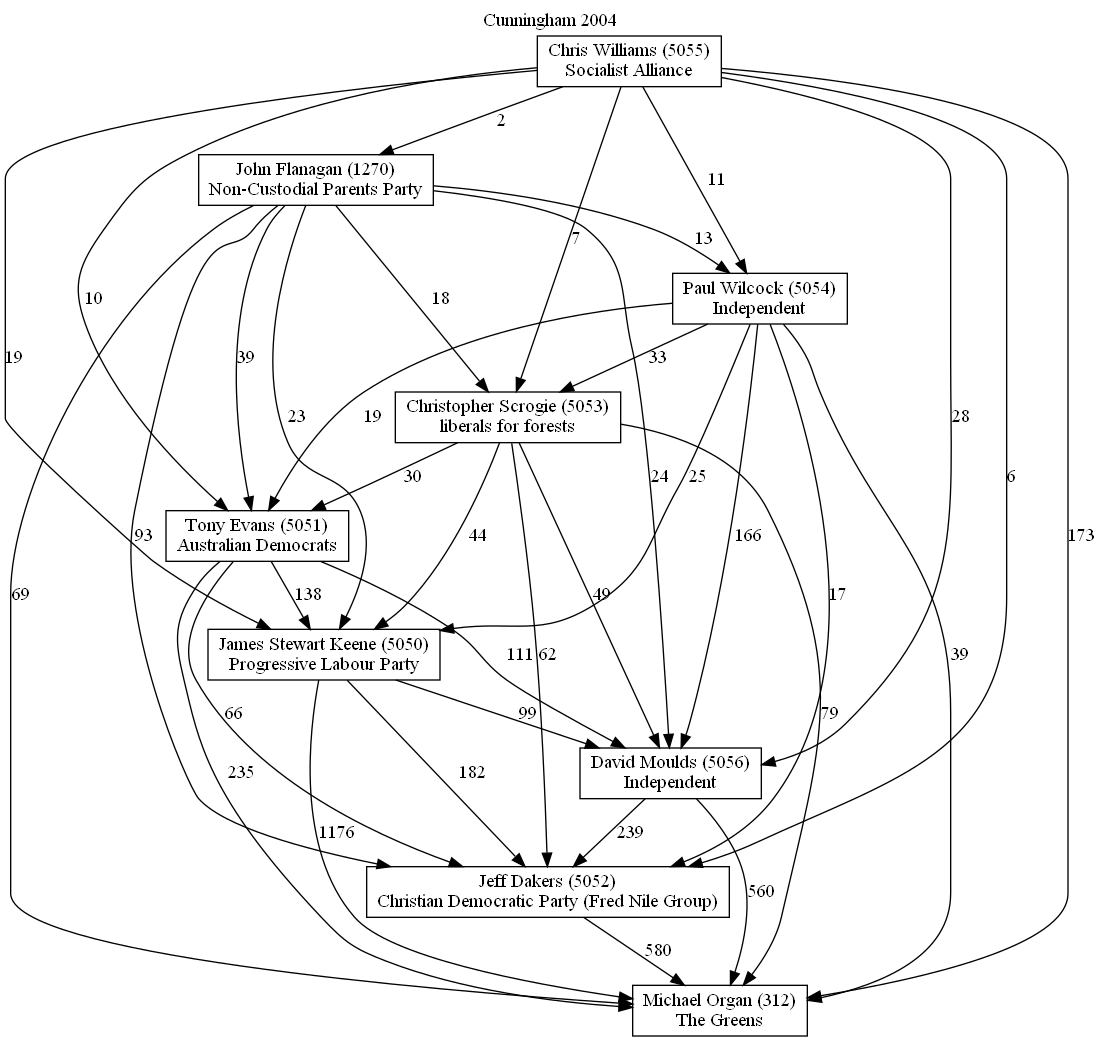 Cunningham 2004
Chris Williams (5055)
Socialist Alliance
2
John Flanagan (1270)
Non-Custodial Parents Party
11
7
13
Paul Wilcock (5054)
Independent
10
18
19
39
33
Christopher Scrogie (5053)
liberals for forests
23
19
28
30
24
25
6
Tony Evans (5051)
Australian Democrats
93
44
166
173
69
138
49
17
James Stewart Keene (5050)
Progressive Labour Party
111
62
39
66
99
79
David Moulds (5056)
Independent
235
182
1176
239
Jeff Dakers (5052)
Christian Democratic Party (Fred Nile Group)
560
580
Michael Organ (312)
The Greens